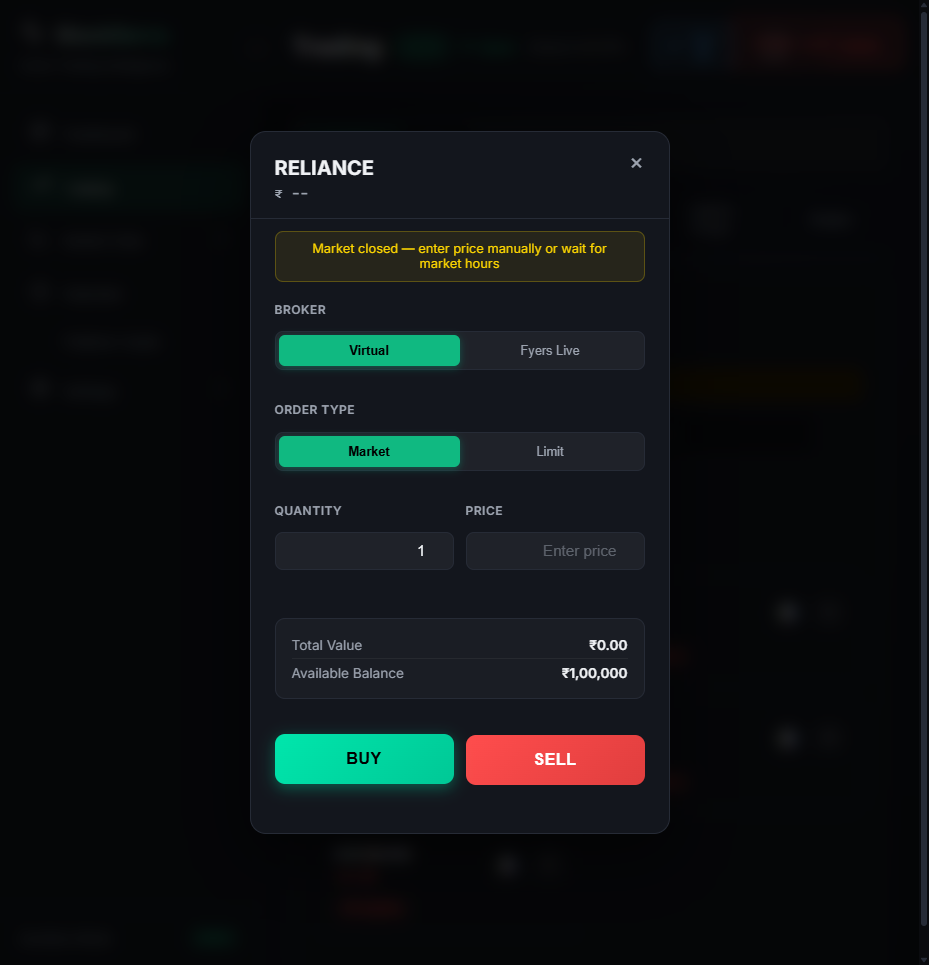 RELIANCE
×
₹ --
Market closed — enter price manually or wait for
market hours
BROKER
Virtual
Fyers Live
ORDER TYPE
Market
Limit
QUANTITY
PRICE
1
Enter price
Total Value
₹0.00
Available Balance
₹1,00,000
BUY
SELL